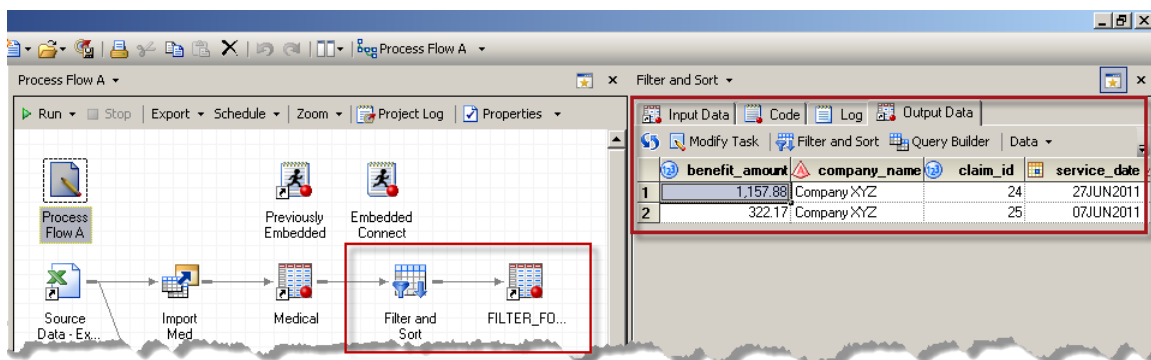 Process Flow A
Process Flow A
Run Stop Export Schedule Zoom Project Log Properties
Process
Flow A
Previously
Embedded
Embedded
Connect
Source
Data - Ex...
Import
Med
Medical
Filter and
Sort
FILTER_FO...
Filter and Sort
Input Data Code Log Output Data
Modify Task Filter and Sort Query Builder Data
123 benefit_amount A company_name 123 claim_id service_date
1 1,157.88 Company XYZ 24 27JUN2011
2 322.17 Company XYZ 25 07JUN2011